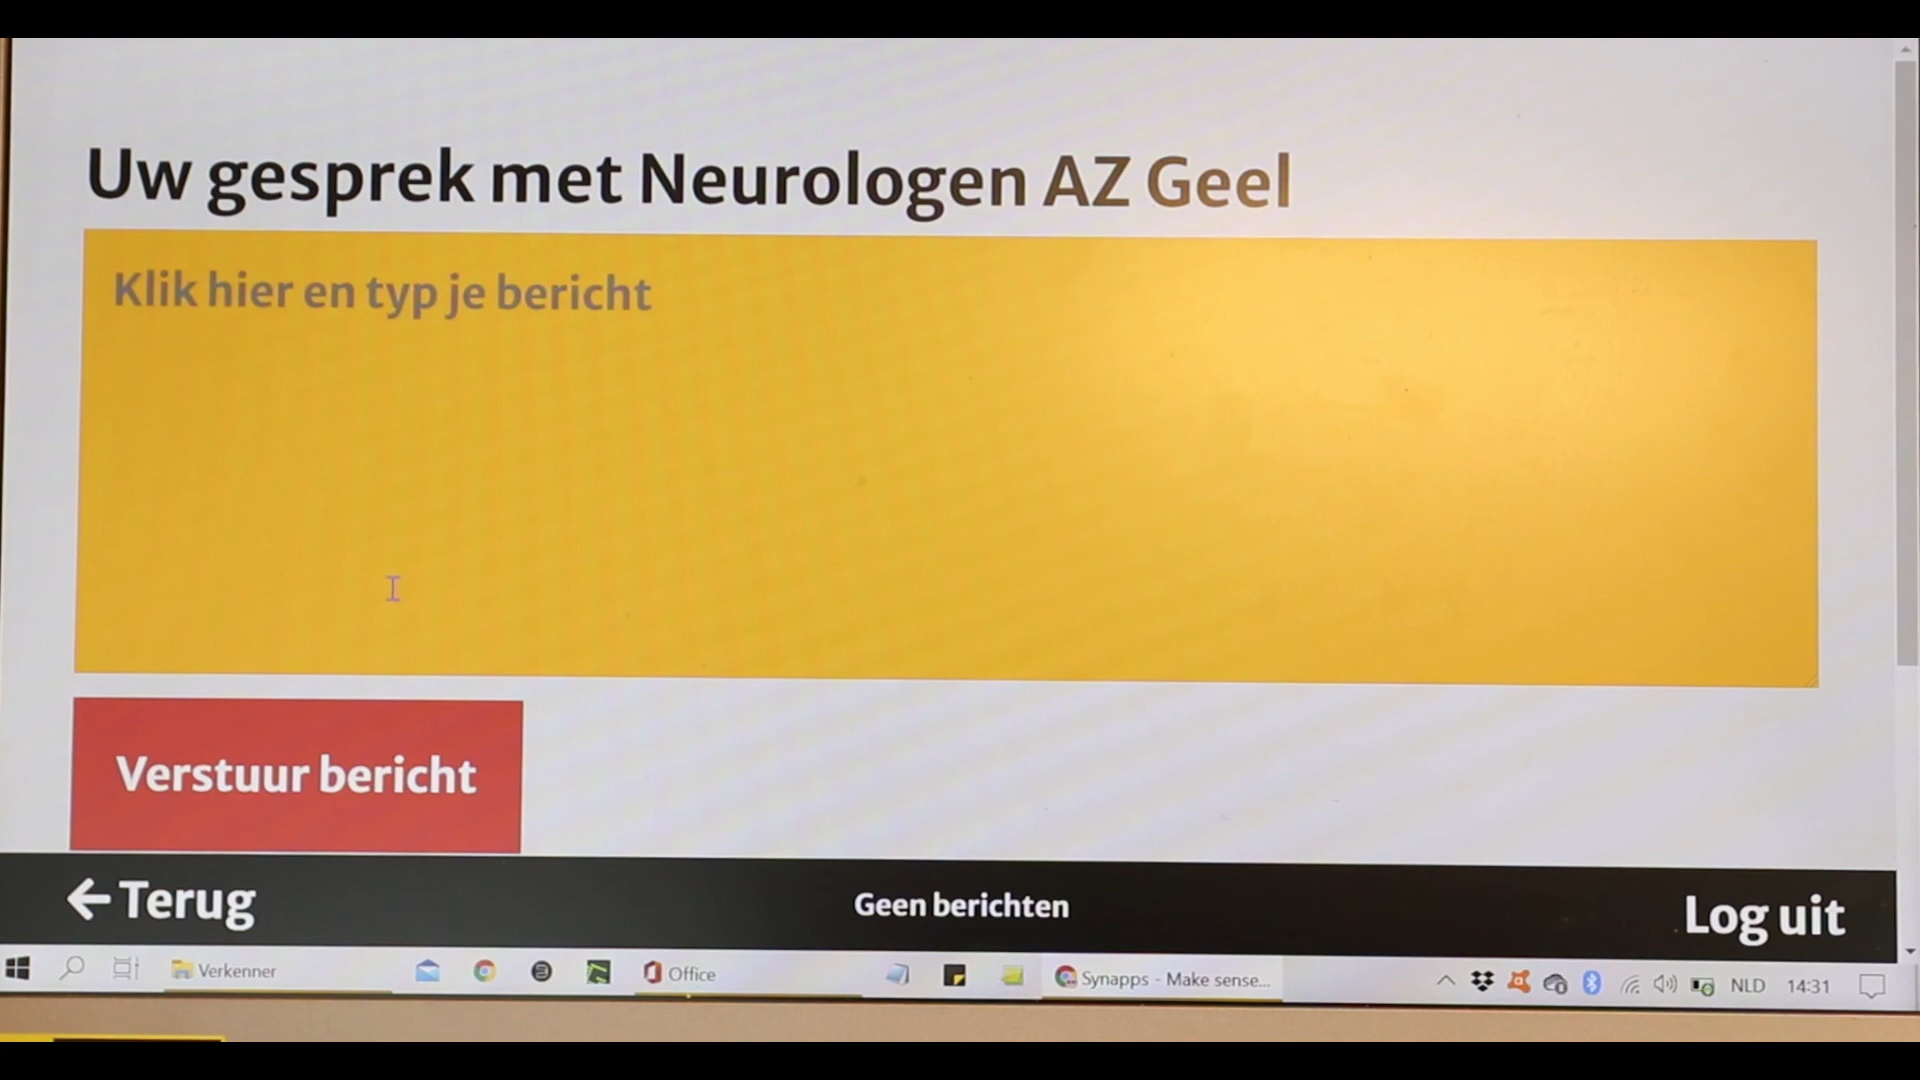 Uw gesprek met Neurologen AZ Geel
Klik hier en typ je bericht
Verstuur bericht
Terug
Geen berichten
Log uit
Verkenner
Office
Synapps - Make sense...
NLD
14:31